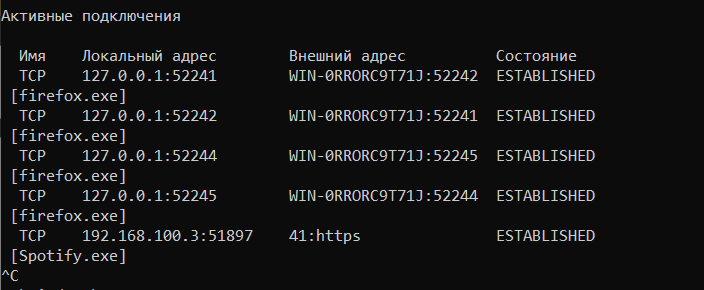 Активные подключения
Имя Локальный адрес Внешний адрес Состояние
TCP 127.0.0.1:52241 WIN-0RRORC9T71J:52242 ESTABLISHED
[firefox.exe]
TCP 127.0.0.1:52242 WIN-0RRORC9T71J:52241 ESTABLISHED
[firefox.exe]
TCP 127.0.0.1:52244 WIN-0RRORC9T71J:52245 ESTABLISHED
[firefox.exe]
TCP 127.0.0.1:52245 WIN-0RRORC9T71J:52244 ESTABLISHED
[firefox.exe]
TCP 192.168.100.3:51897 41:https ESTABLISHED
[Spotify.exe]
^C